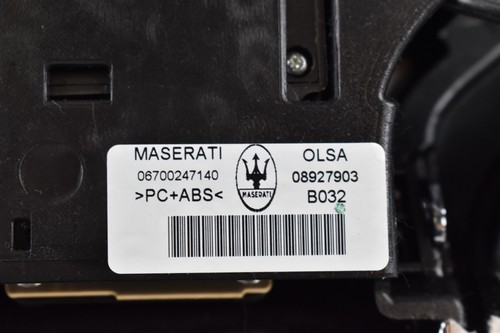 MASERATI OLSA
06700247140 08927903
>PC+ABS< MASERATI B032